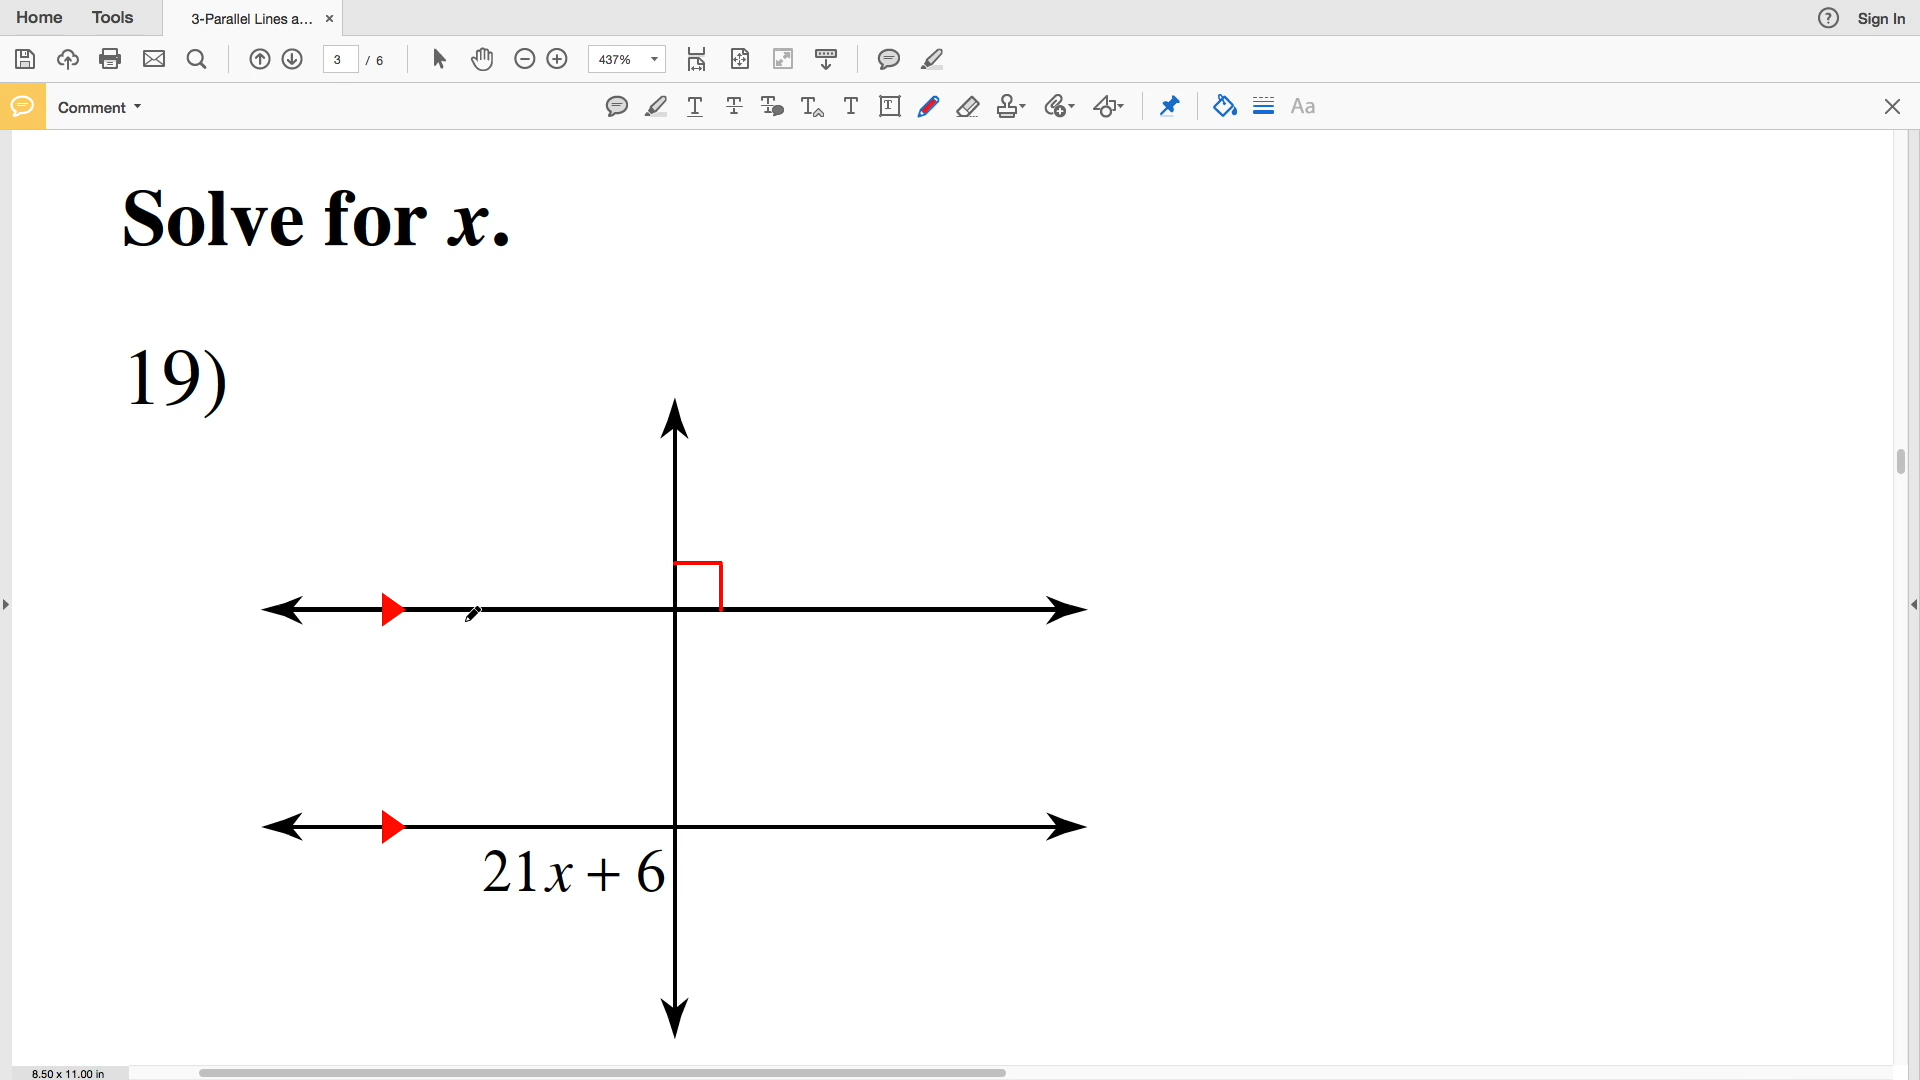 Home Tools 3-Parallel Lines a... × ? Sign In
3 / 6 437%
Comment T T T T T T Aa
Solve for x.
19)
21x + 6
8.50 x 11.00 in